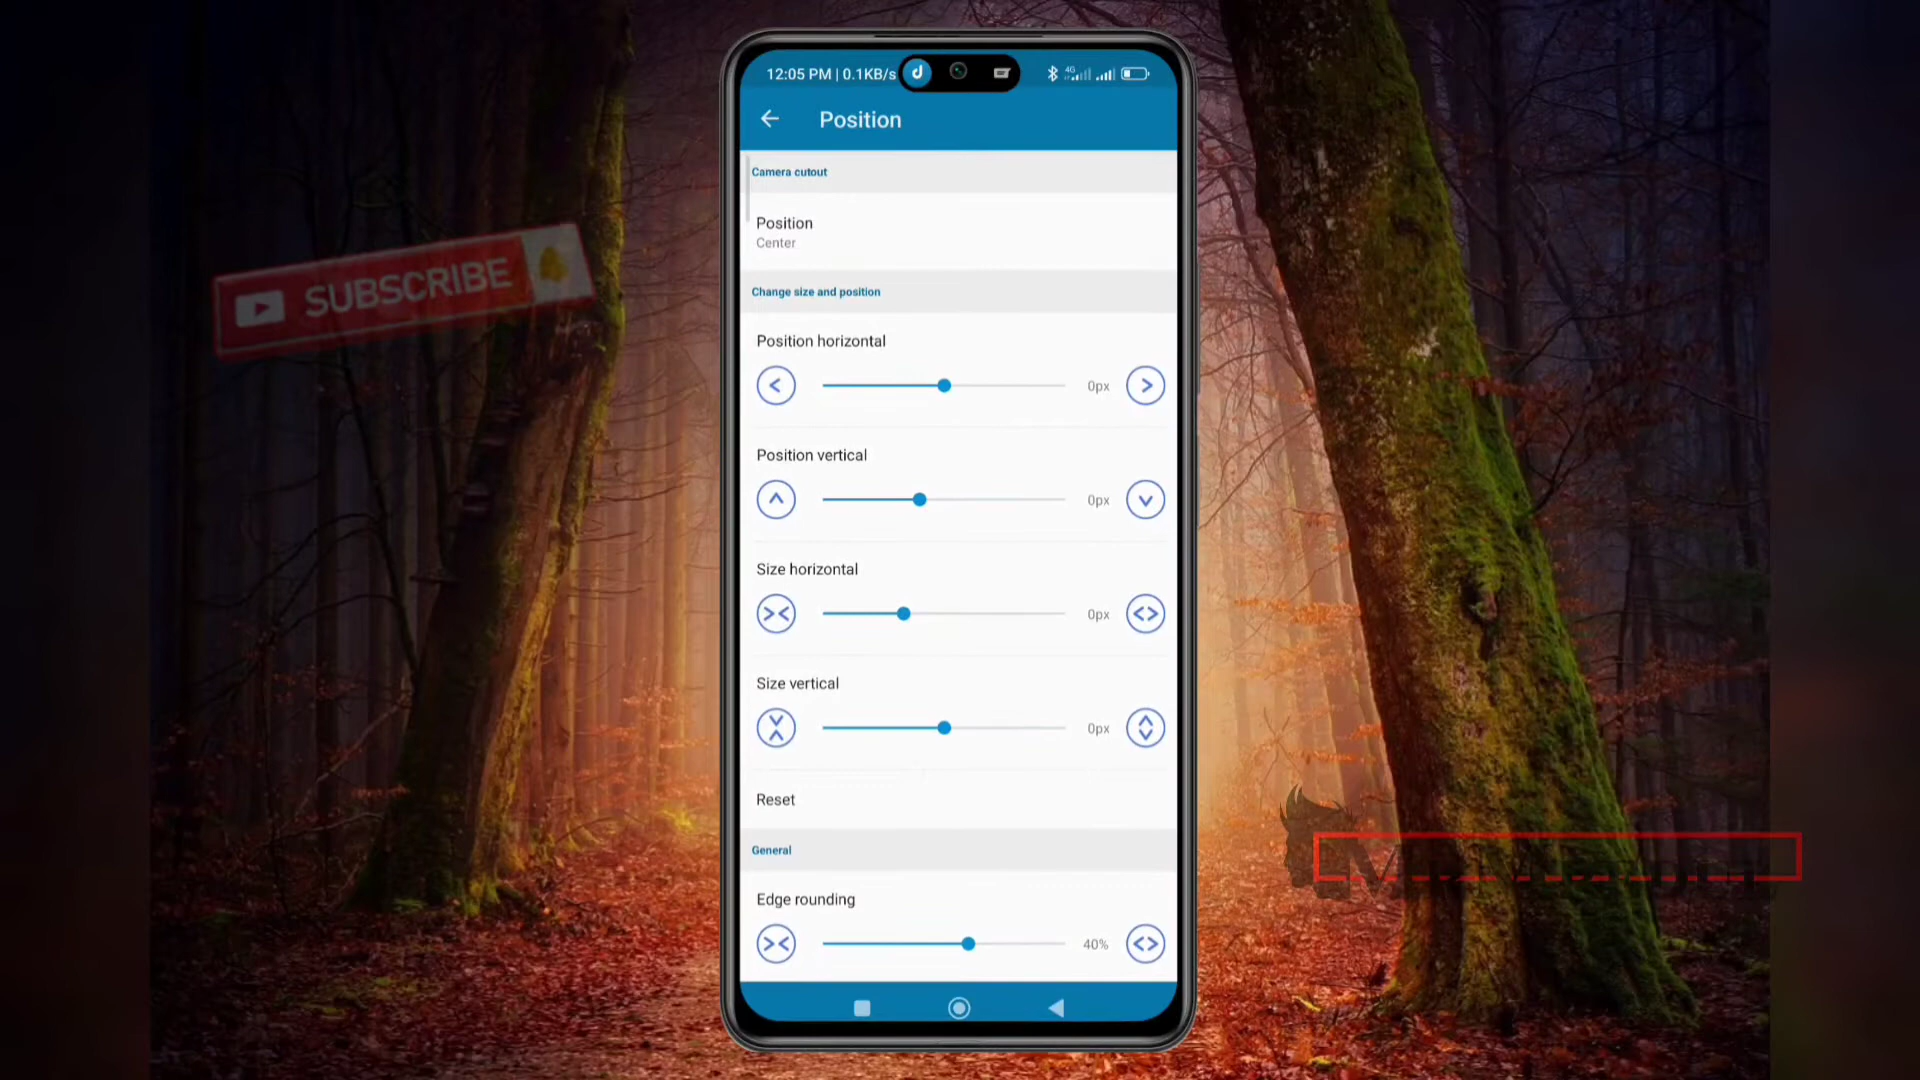 12:05 PM | 0.1KB/s
4G
Position
Camera cutout
Position
Center
Change size and position
Position horizontal
0px
Position vertical
0px
Size horizontal
0px
Size vertical
0px
Reset
General
Edge rounding
40%
SUBSCRIBE